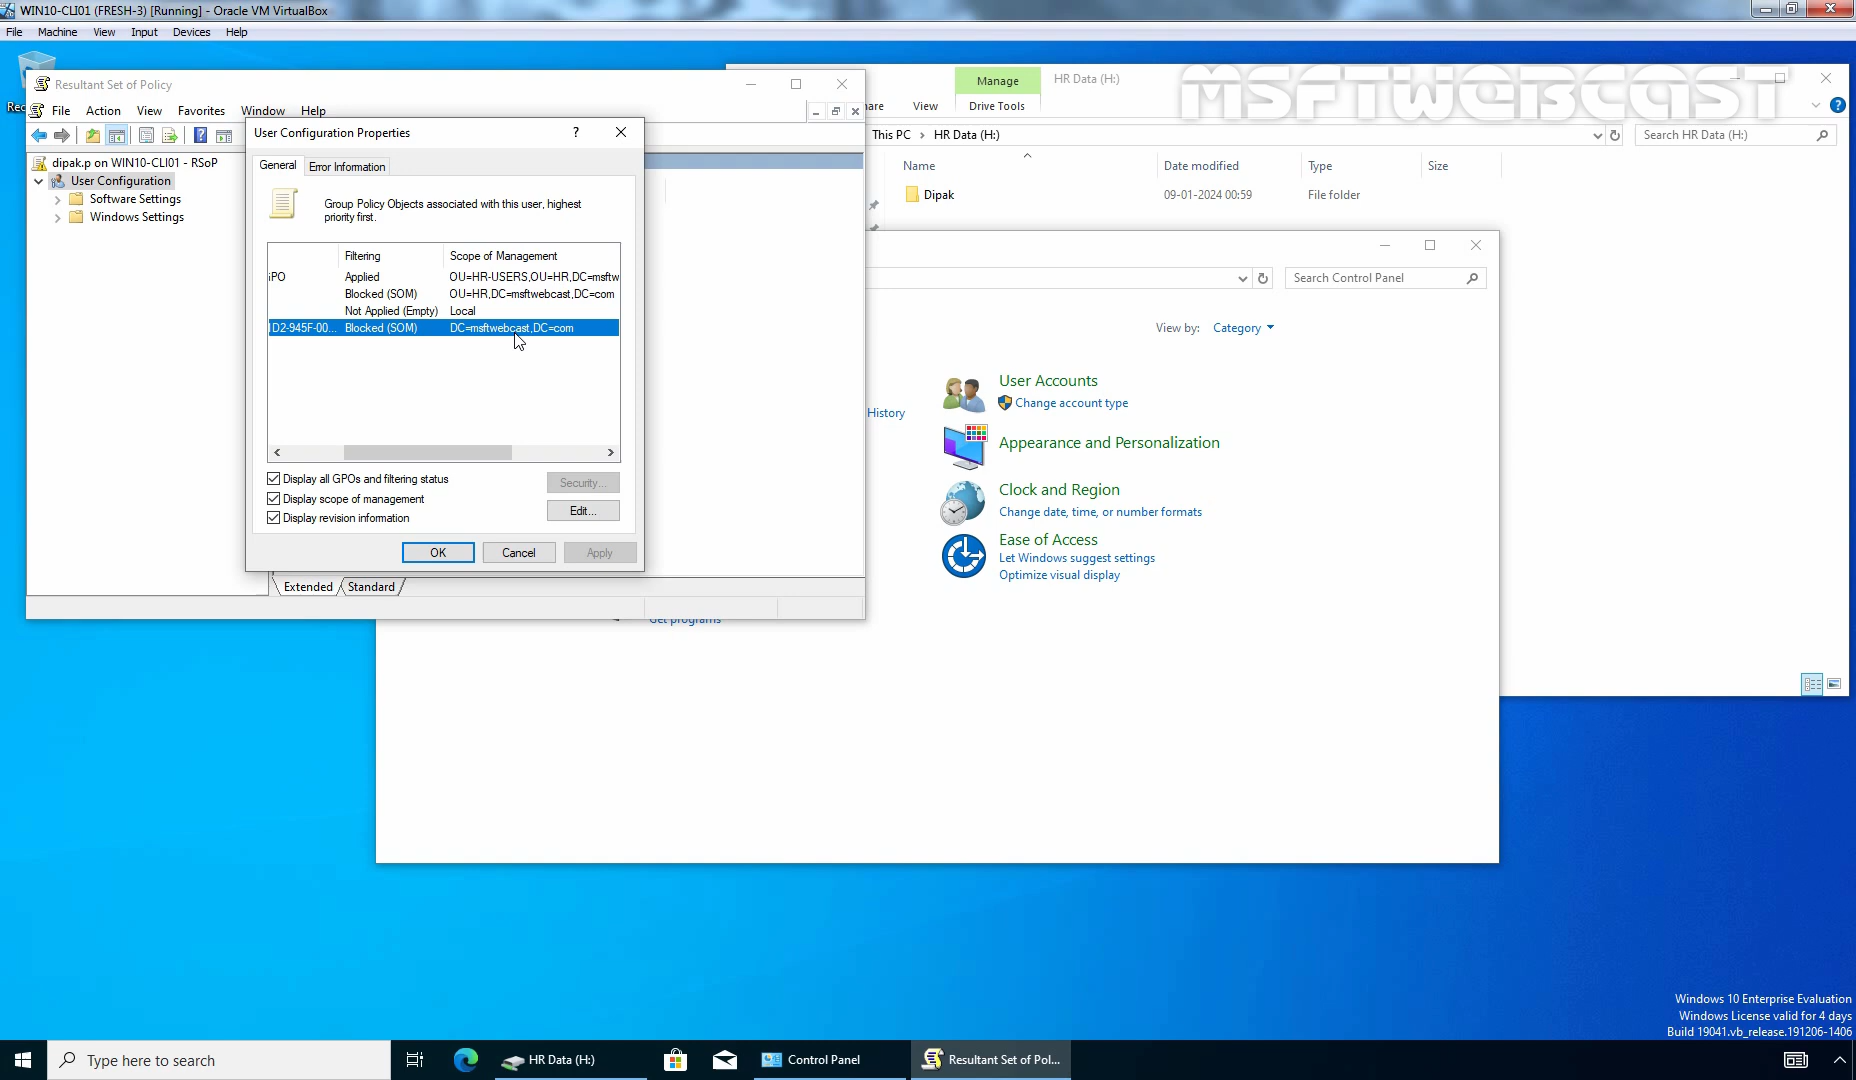 WIN10-CLI01 (FRESH-3) [Running] - Oracle VM VirtualBox
File Machine View Input Devices Help
Resultant Set of Policy
File Action View Favorites Window Help
dipak.p on WIN10-CLI01 - RSoP
User Configuration
Software Settings
Windows Settings
Extended
Standard
User Configuration Properties
?
General
Error Information
Group Policy Objects associated with this user, highest
priority first.
Filtering Scope of Management
Applied OU=HR-USERS,OU=HR,DC=msftw
Blocked (SOM) OU=HR,DC=msftwebcast,DC=com
Not Applied (Empty) Local
D2-945F-00... Blocked (SOM) DC=msftwebcast,DC=com
Display all GPOs and filtering status
Display scope of management
Display revision information
Security...
Edit...
OK
Cancel
Apply
Manage
HR Data (H:)
MSFTWEBCAST
View
Drive Tools
This PC > HR Data (H:)
Search HR Data (H:)
Name Date modified Type Size
Dipak 09-01-2024 00:59 File folder
Search Control Panel
View by: Category
History
User Accounts
Change account type
Appearance and Personalization
Clock and Region
Change date, time, or number formats
Ease of Access
Let Windows suggest settings
Optimize visual display
Get programs
Windows 10 Enterprise Evaluation
Windows License valid for 4 days
Build 19041.vb_release.191206-1406
Type here to search
HR Data (H:)
Control Panel
Resultant Set of Pol...